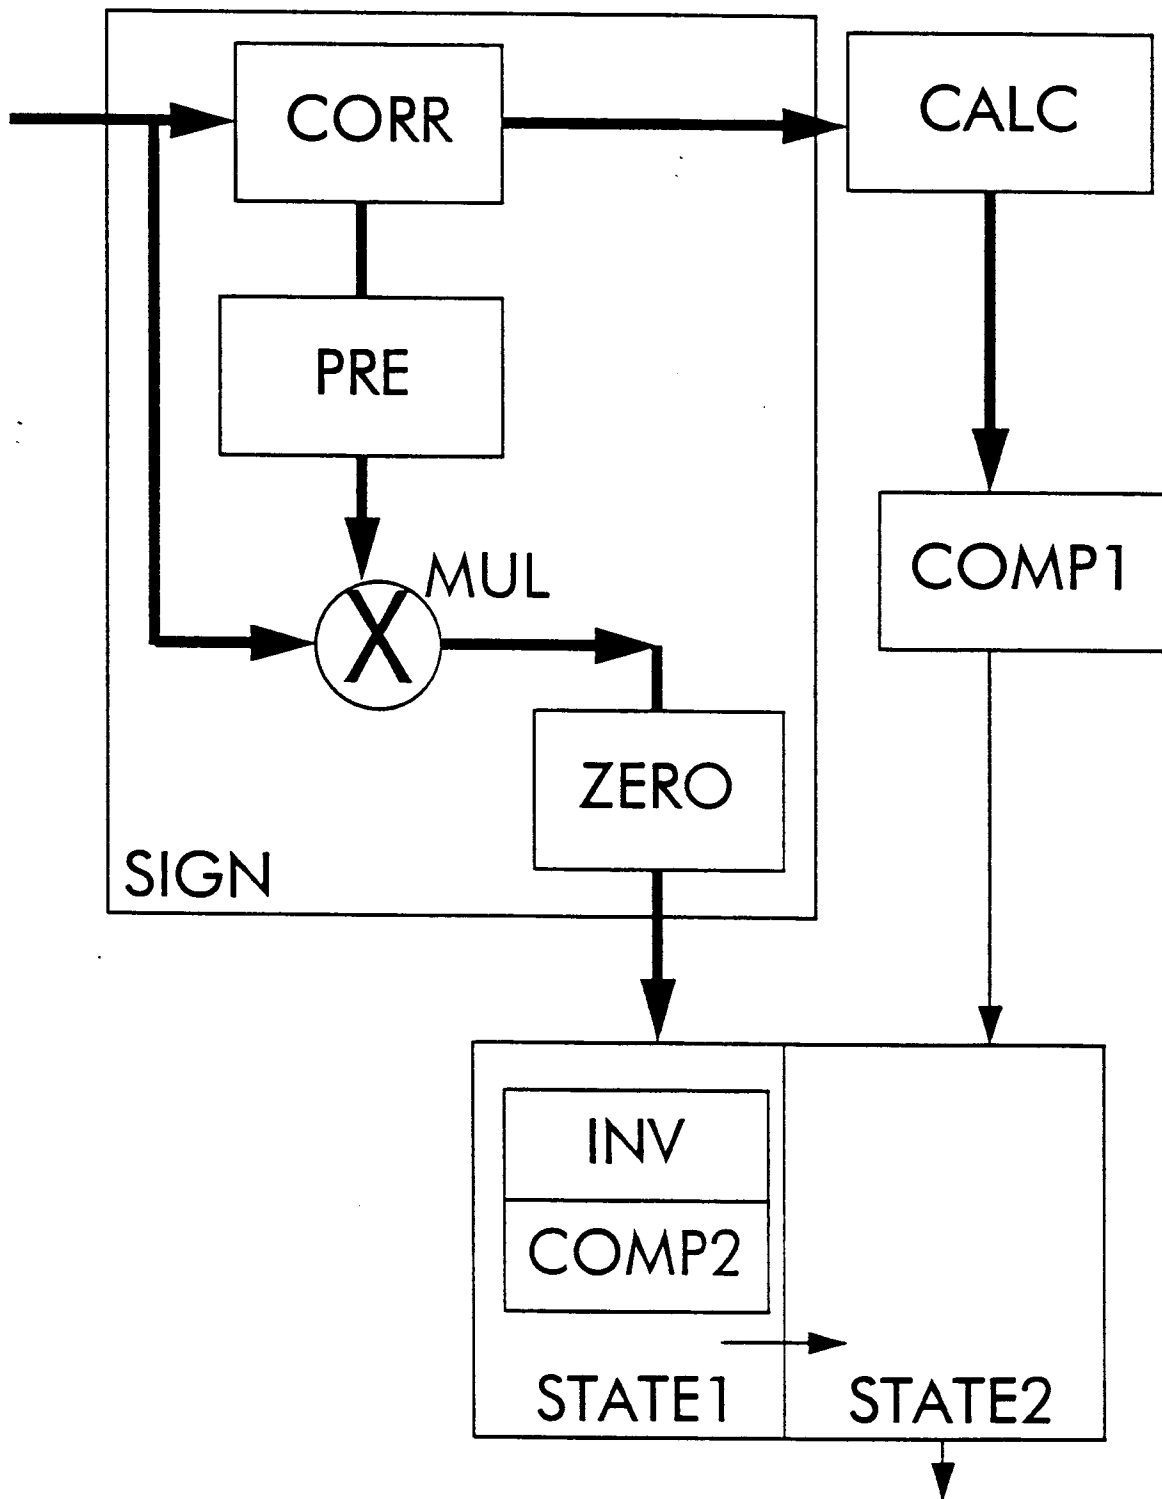 CORR
CALC
PRE
MUL
COMP1
X
ZERO
SIGN
INV
COMP2
STATE1
STATE2